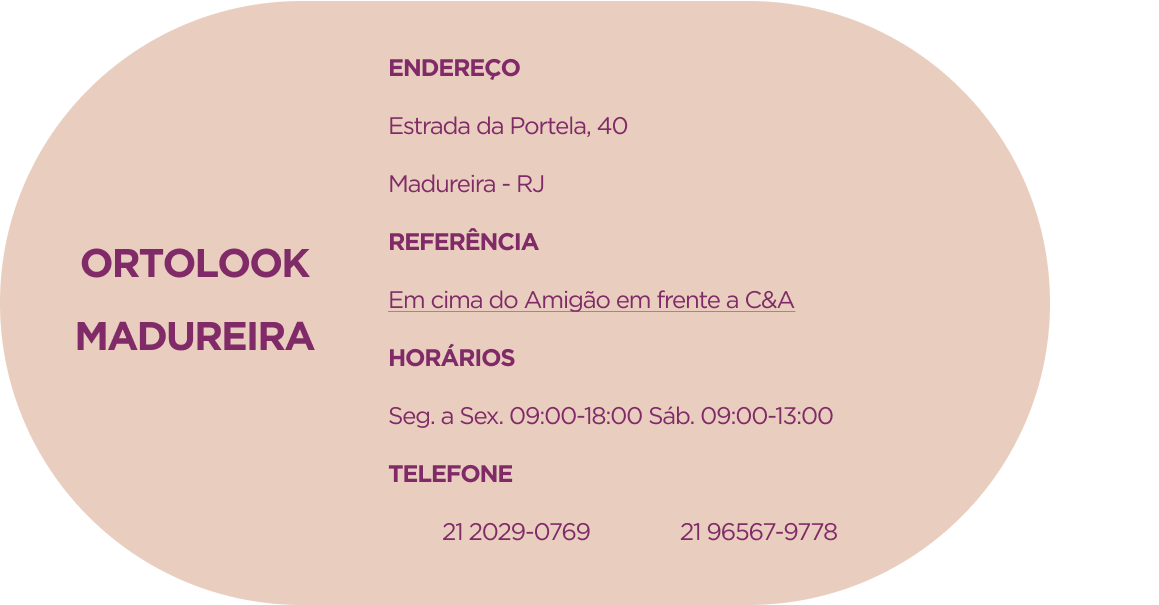 ORTOLOOK
MADUREIRA
ENDEREÇO
Estrada da Portela, 40
Madureira - RJ
REFERÊNCIA
Em cima do Amigão em frente a C&A
HORÁRIOS
Seg. a Sex. 09:00-18:00 Sáb. 09:00-13:00
TELEFONE
21 2029-0769 21 96567-9778